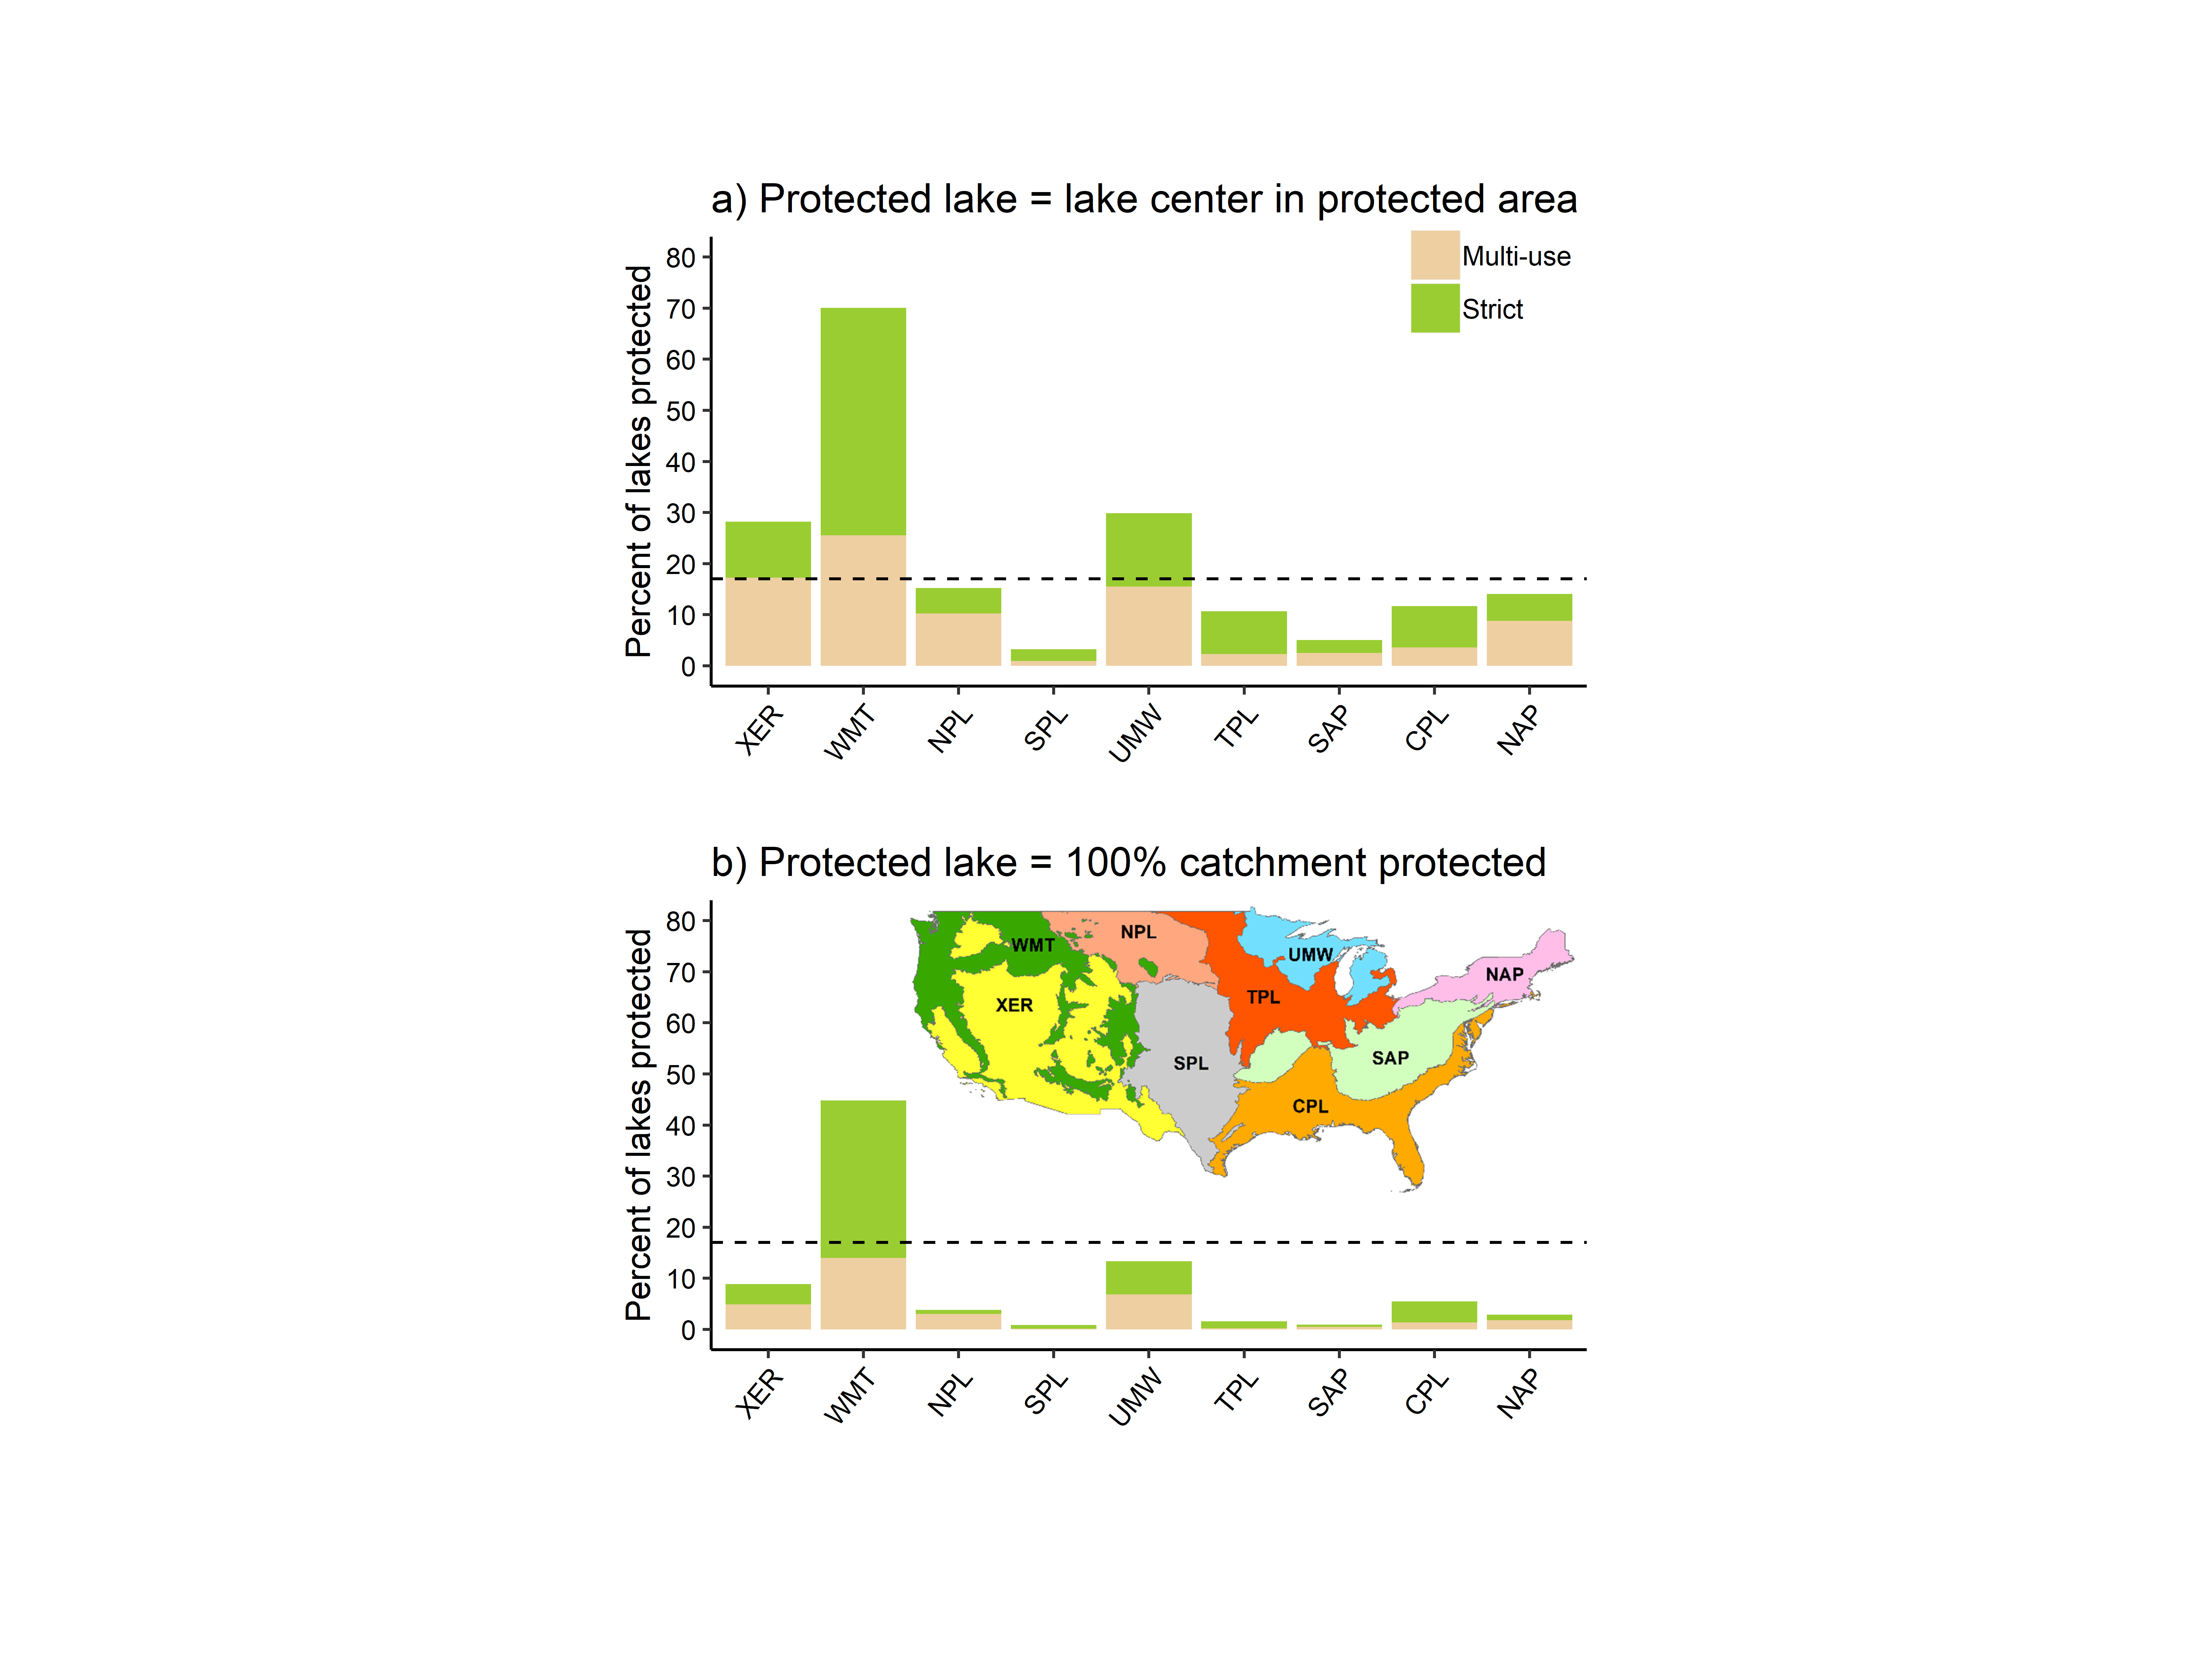 a) Protected lake = lake center in protected area
Percent of lakes protected
80
70
60
50
40
30
20
10
0
Multi-use
Strict
XER WMT NPL SPL UMW TPL SAP CPL NAP
b) Protected lake = 100% catchment protected
Percent of lakes protected
80
70
60
50
40
30
20
10
0
WMT
NPL
UMW
NAP
XER
TPL
SPL
SAP
CPL
XER WMT NPL SPL UMW TPL SAP CPL NAP